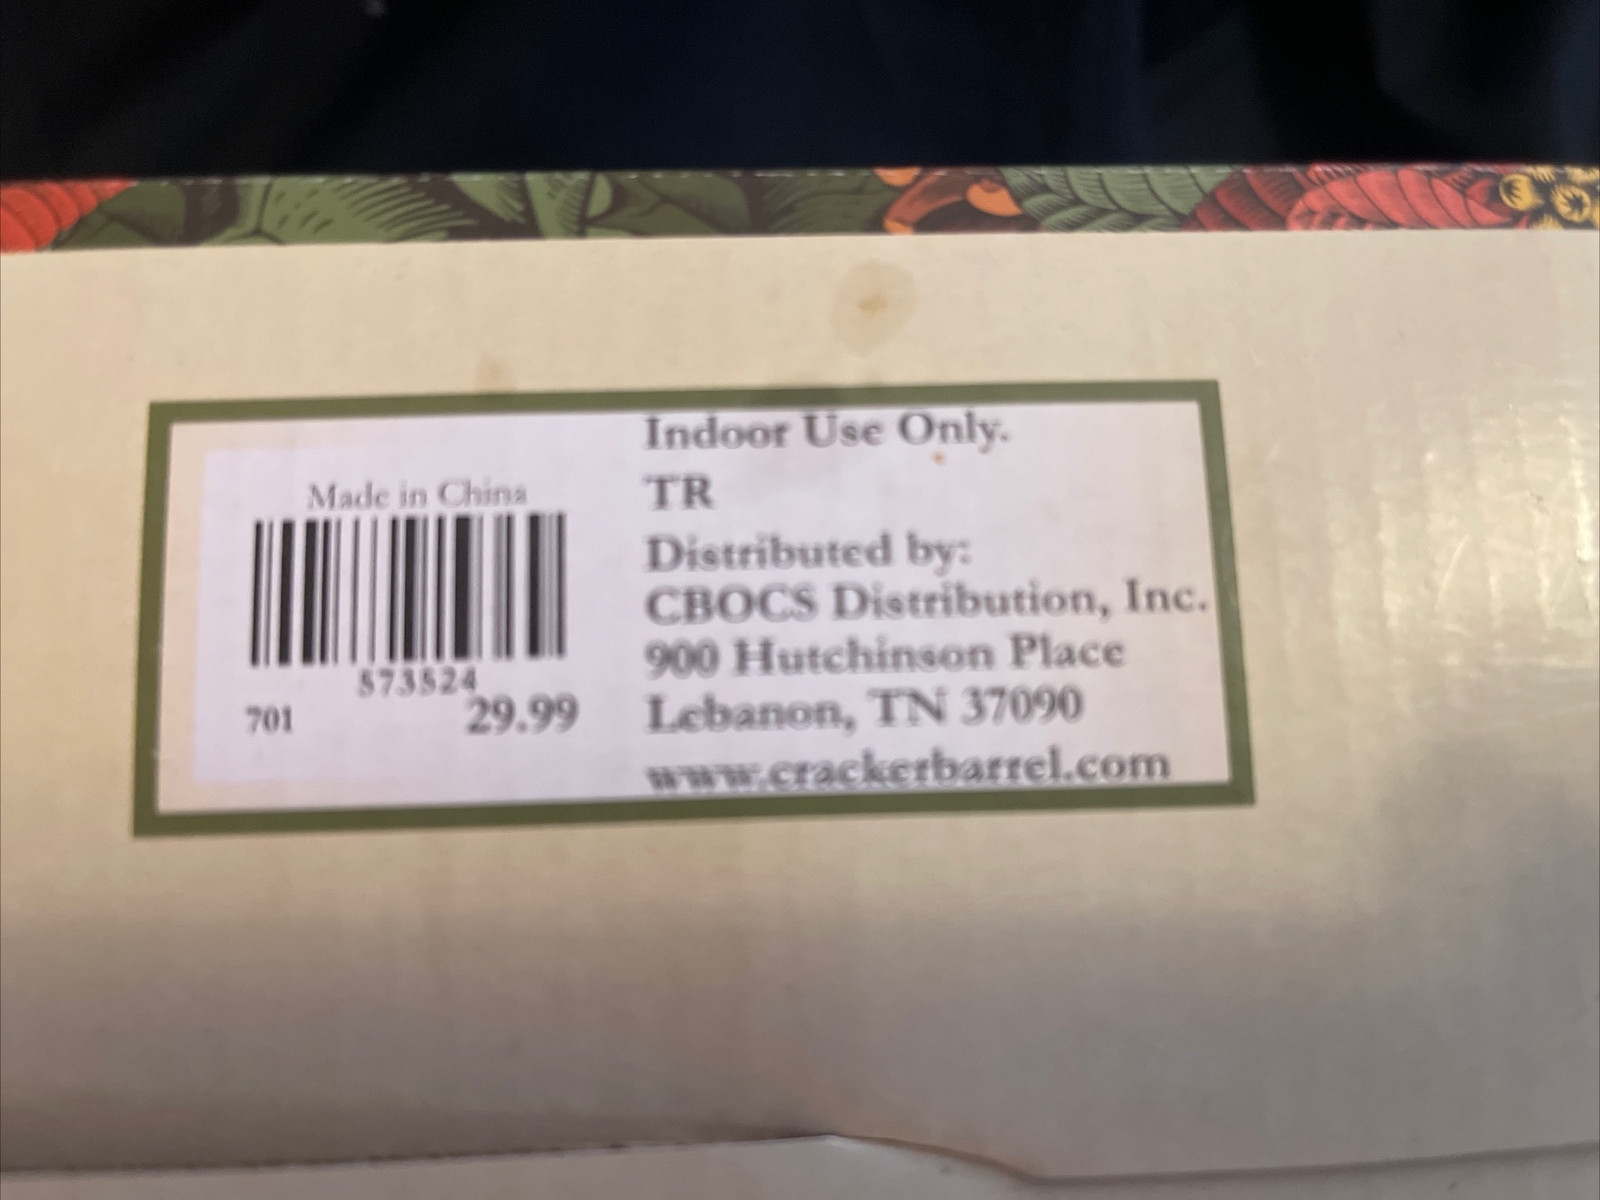 Made in China
573524
701
29.99
Indoor Use Only.
TR
Distributed by:
CBOCS Distribution, Inc.
900 Hutchinson Place
Lebanon, TN 37090
www.crackerbarrel.com